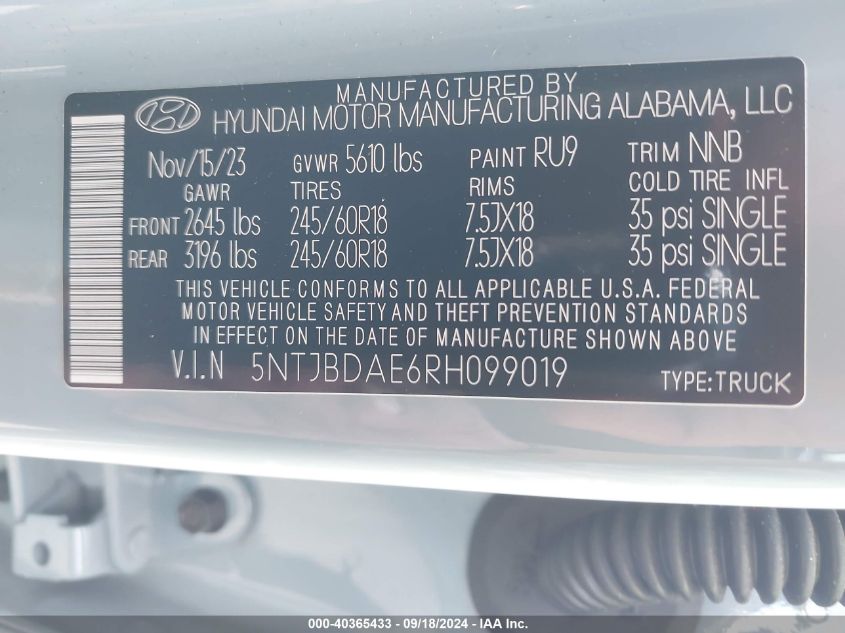 MANUFACTURED BY
HYUNDAI MOTOR MANUFACTURING ALABAMA, LLC
Nov/15/23 GVWR 5610 lbs PAINT RU9 TRIM NNB
GAWR TIRES RIMS COLD TIRE INFL
FRONT 2645 lbs 245/60R18 7.5JX18 35 psi SINGLE
REAR 3196 lbs 245/60R18 7.5JX18 35 psi SINGLE
THIS VEHICLE CONFORMS TO ALL APPLICABLE U.S.A. FEDERAL
MOTOR VEHICLE SAFETY AND THEFT PREVENTION STANDARDS
IN EFFECT ON THE DATE OF MANUFACTURE SHOWN ABOVE
V.I.N 5NTJBDAE6RH099019 TYPE:TRUCK
000-40365433 - 09/18/2024 - IAA Inc.